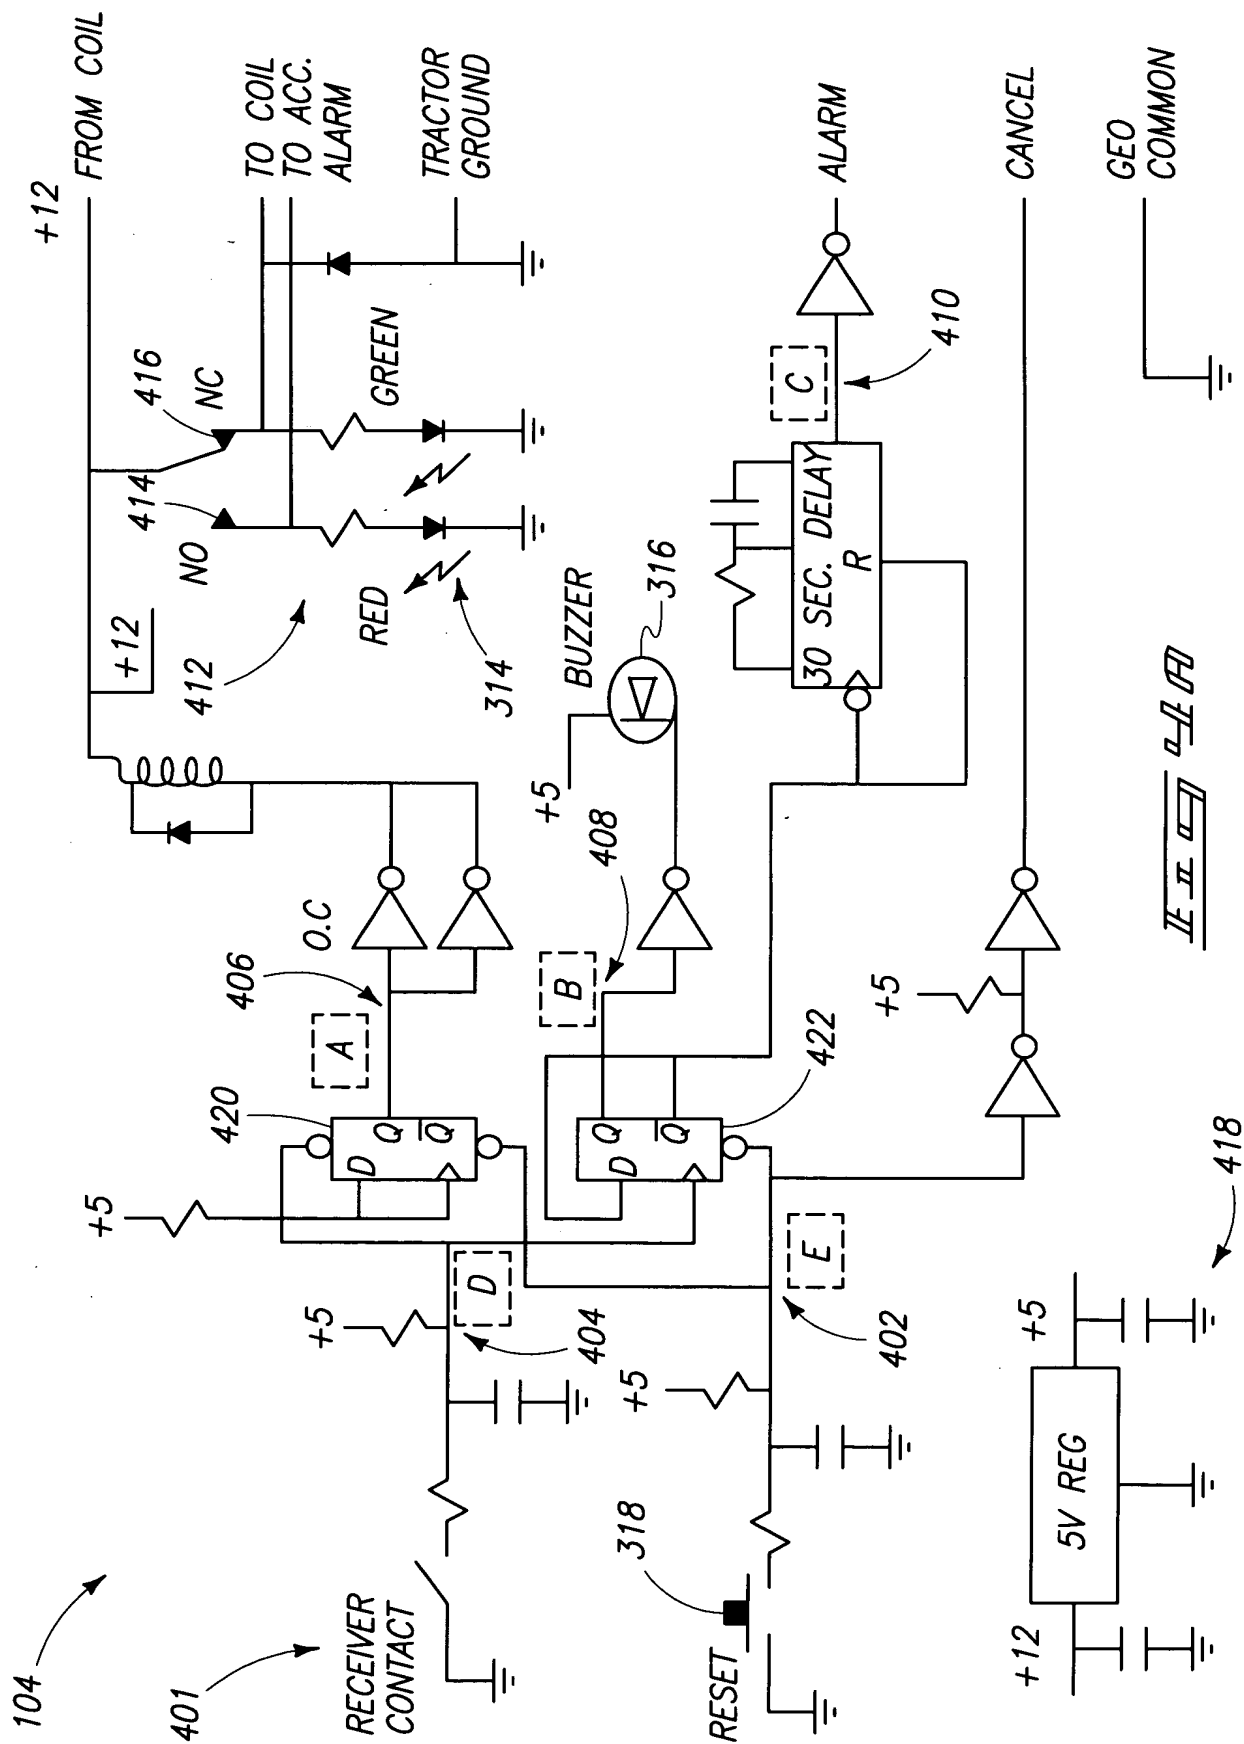 104
401
RECEIVER
CONTACT
+5
404
D
+5
420
D
Q
Q
A
406
O.C
+12
412
+12
FROM COIL
NO
414
416
NC
RED
GREEN
314
TO COIL
TO ACC.
ALARM
TRACTOR
GROUND
RESET
318
+5
402
E
422
D
Q
Q
B
408
+5
BUZZER
316
30 SEC. DELAY
R
C
410
ALARM
+5
CANCEL
+12
5V REG
+5
418
GEO
COMMON
FIG 4A